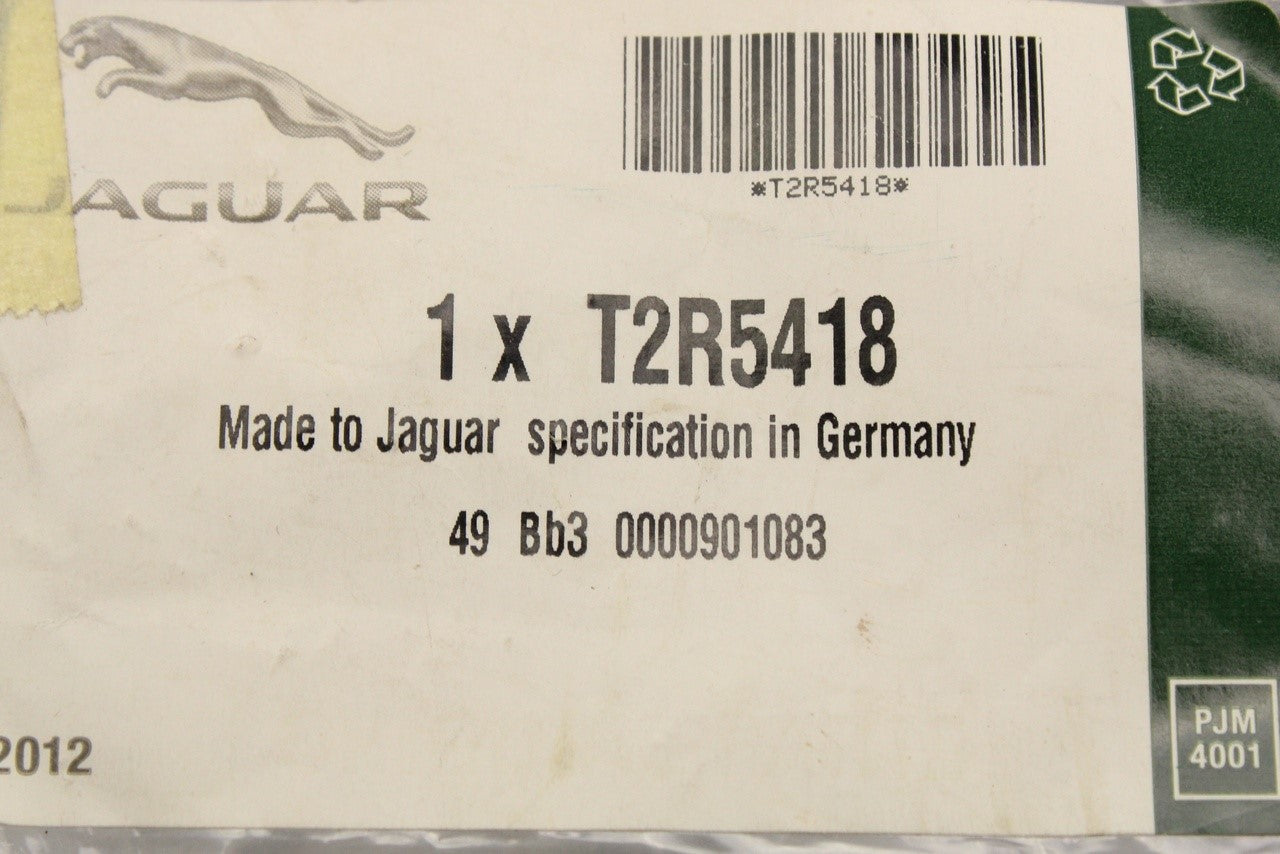 JAGUAR
*T2R5418*
1 x T2R5418
Made to Jaguar specification in Germany
49 Bb3 0000901083
2012
PJM
4001